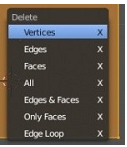 Delete
Vertices X
Edges X
Faces X
All X
Edges & Faces X
Only Faces X
Edge Loop X